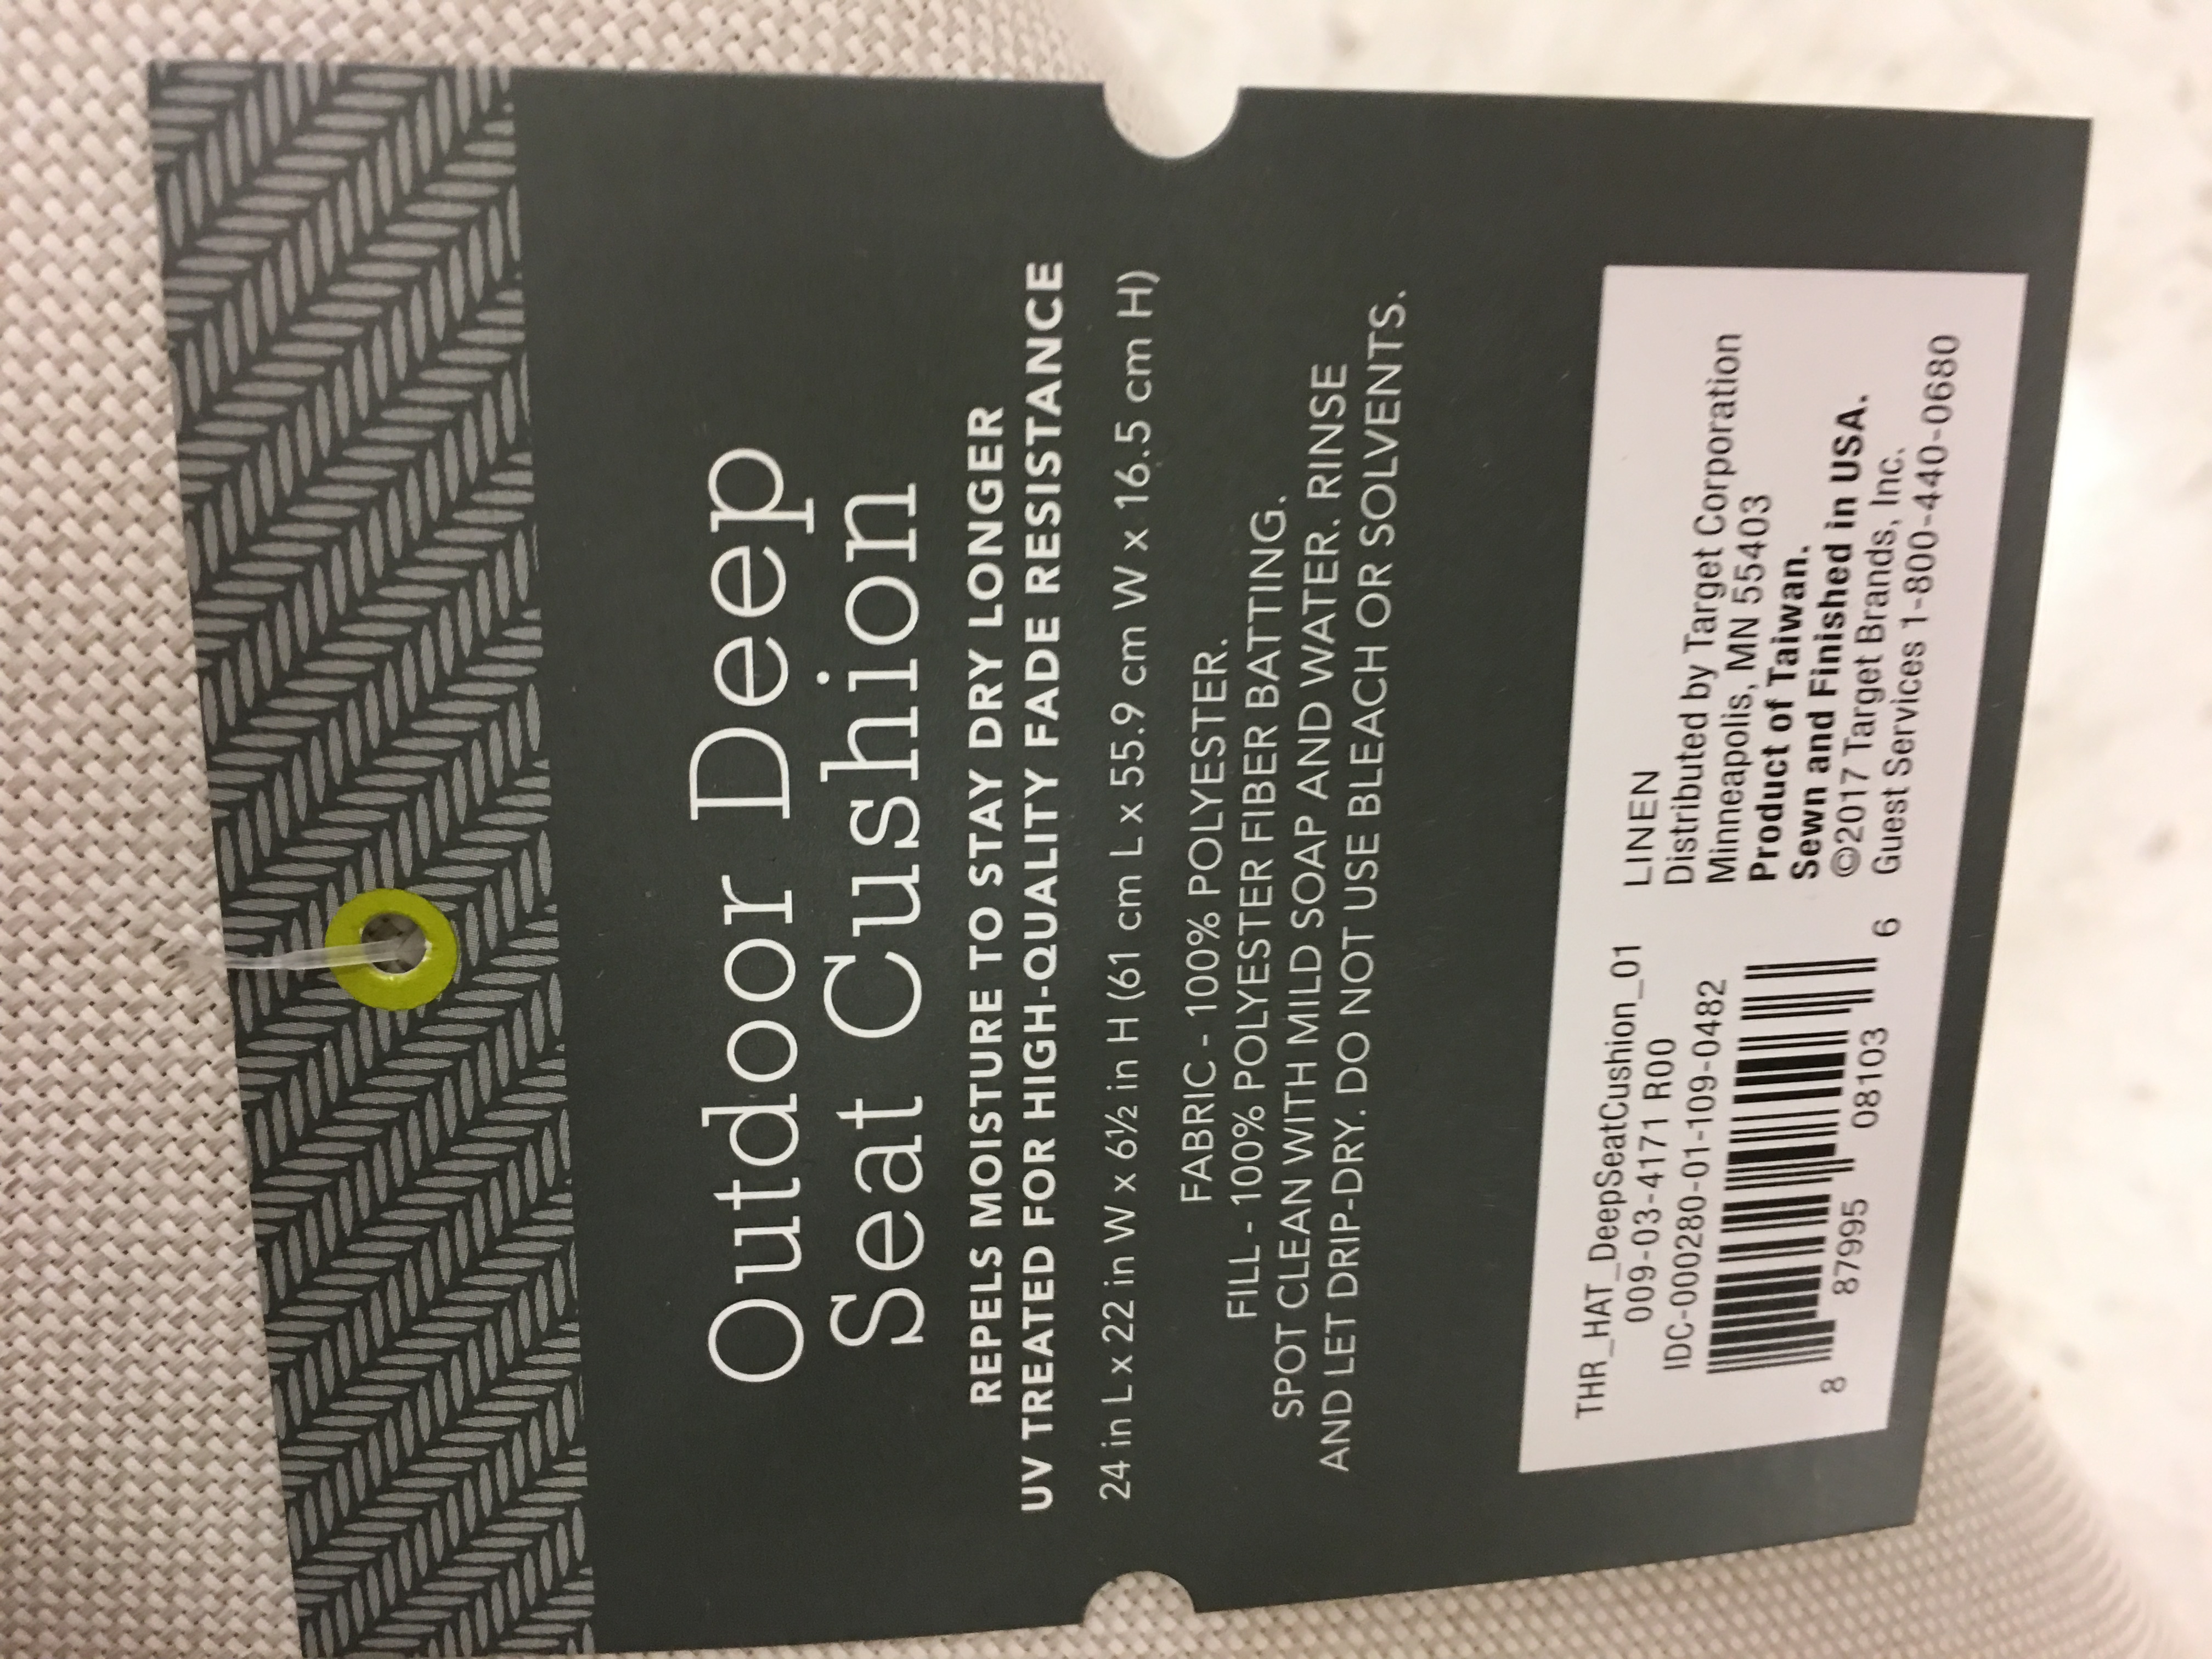 Outdoor Deep
Seat Cushion
REPELS MOISTURE TO STAY DRY LONGER
UV TREATED FOR HIGH-QUALITY FADE RESISTANCE
24 in L x 22 in W x 6½ in H (61 cm L x 55.9 cm W x 16.5 cm H)
FABRIC - 100% POLYESTER.
FILL - 100% POLYESTER FIBER BATTING.
SPOT CLEAN WITH MILD SOAP AND WATER. RINSE
AND LET DRIP-DRY. DO NOT USE BLEACH OR SOLVENTS.
THR_HAT_DeepSeatCushion_01
009-03-4171 R00
IDC-000280-01-109-0482
8 87995 08103 6
LINEN
Distributed by Target Corporation
Minneapolis, MN 55403
Product of Taiwan.
Sewn and Finished in USA.
©2017 Target Brands, Inc.
Guest Services 1-800-440-0680